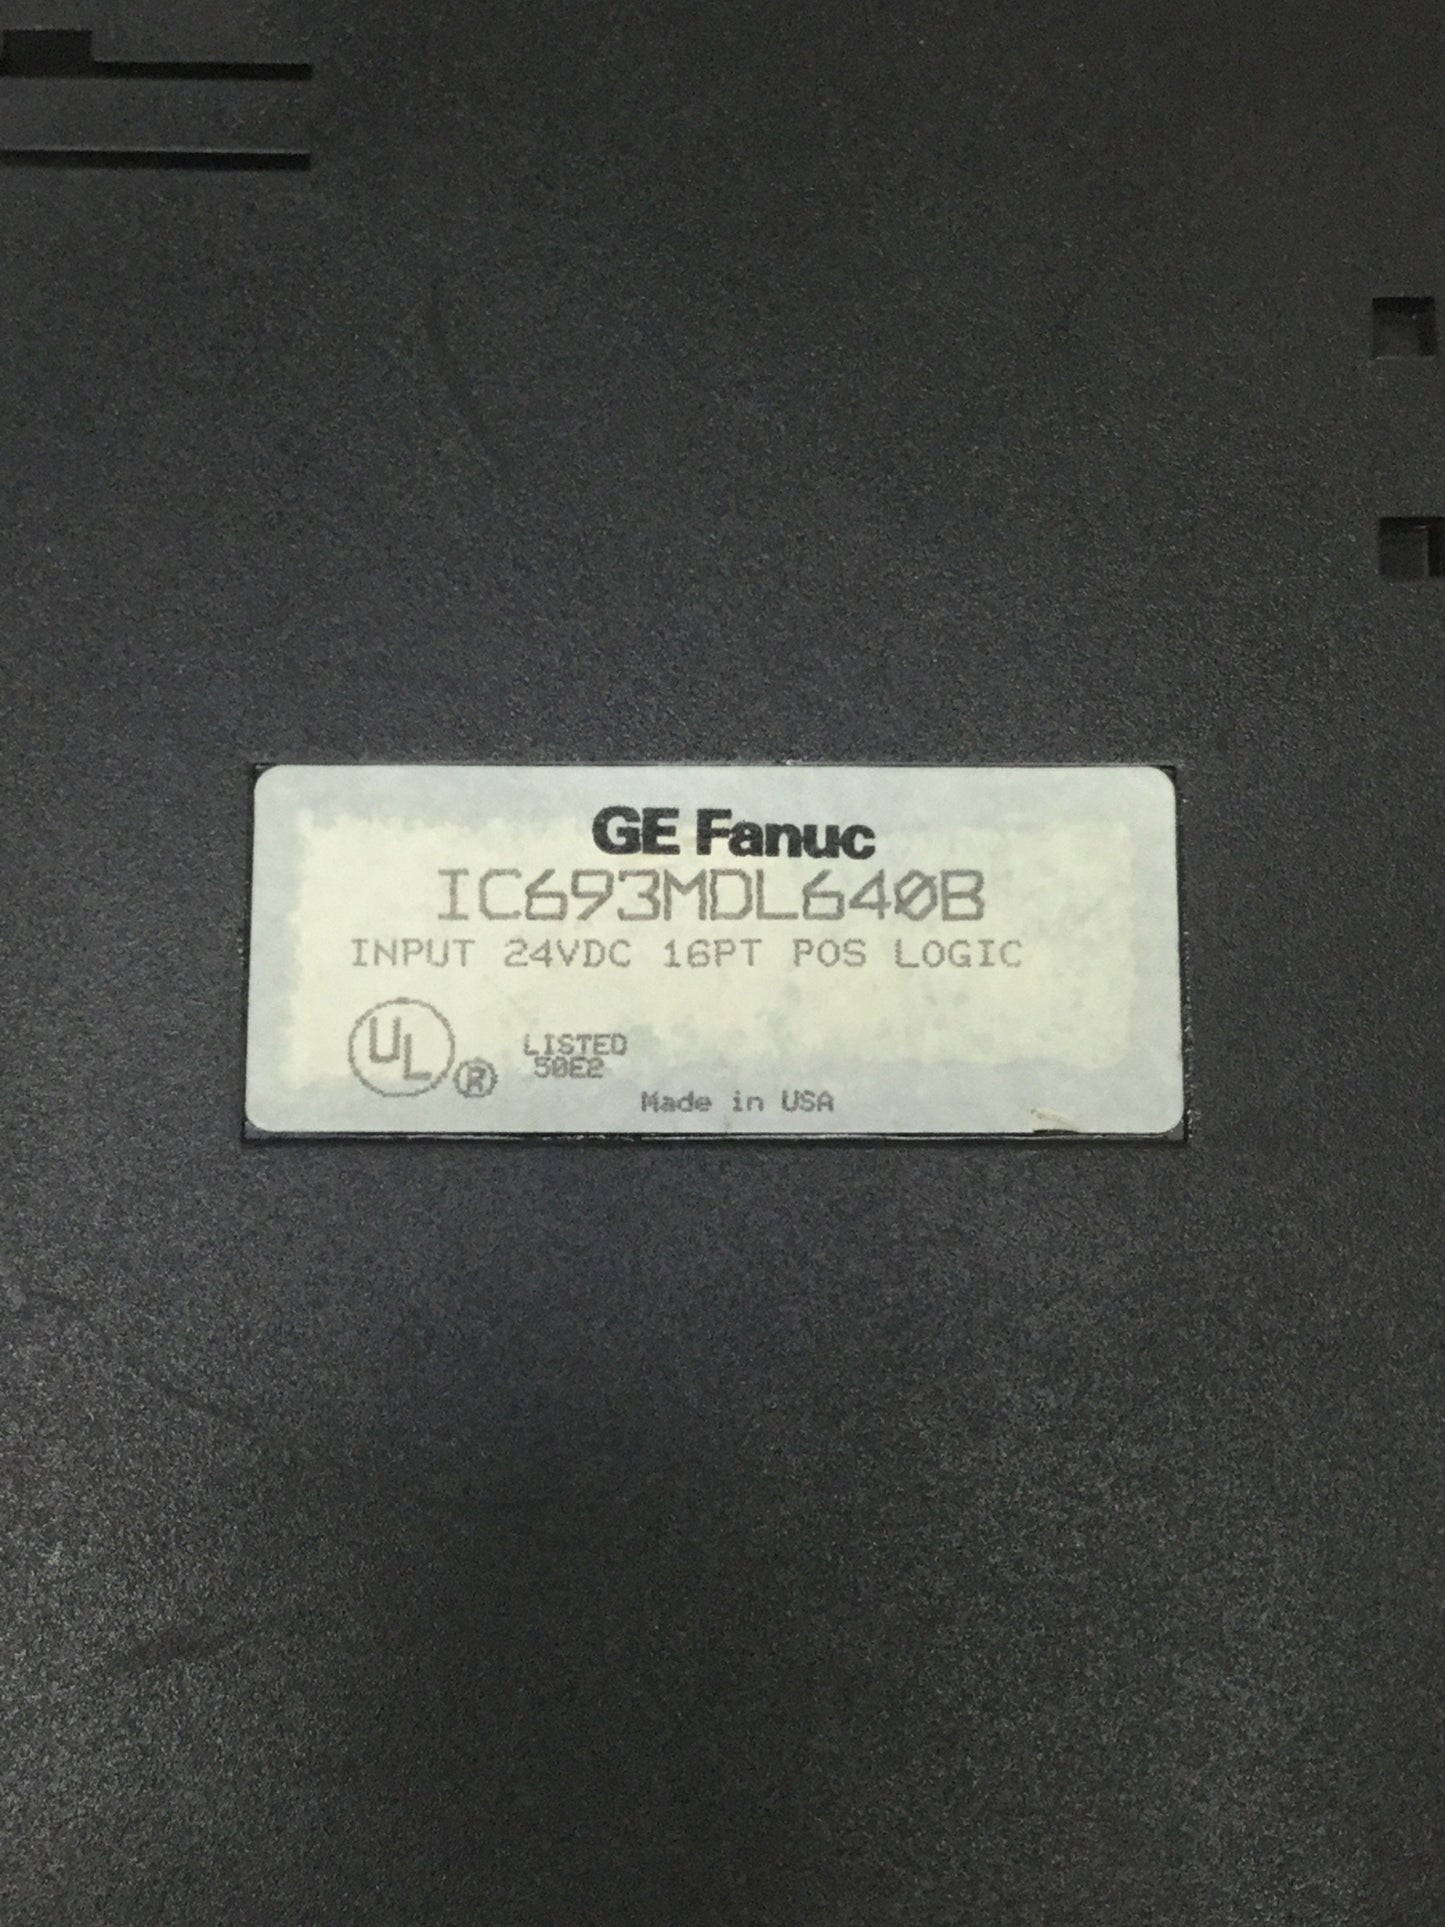 GE Fanuc
IC693MDL640B
INPUT 24VDC 16PT POS LOGIC
UL ® LISTED
50E2
Made in USA